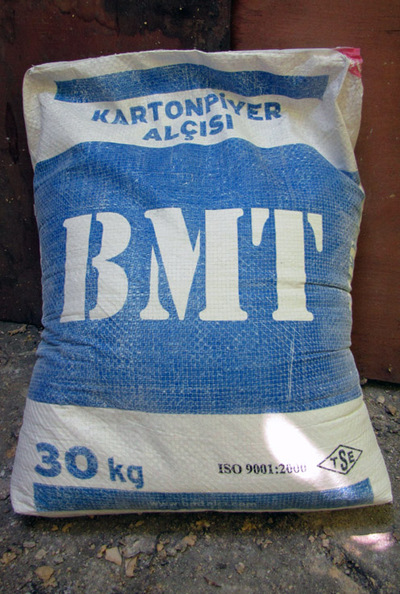 KARTONPİYER
ALÇISI
BMT
30 kg
ISO 9001:2000
TSE